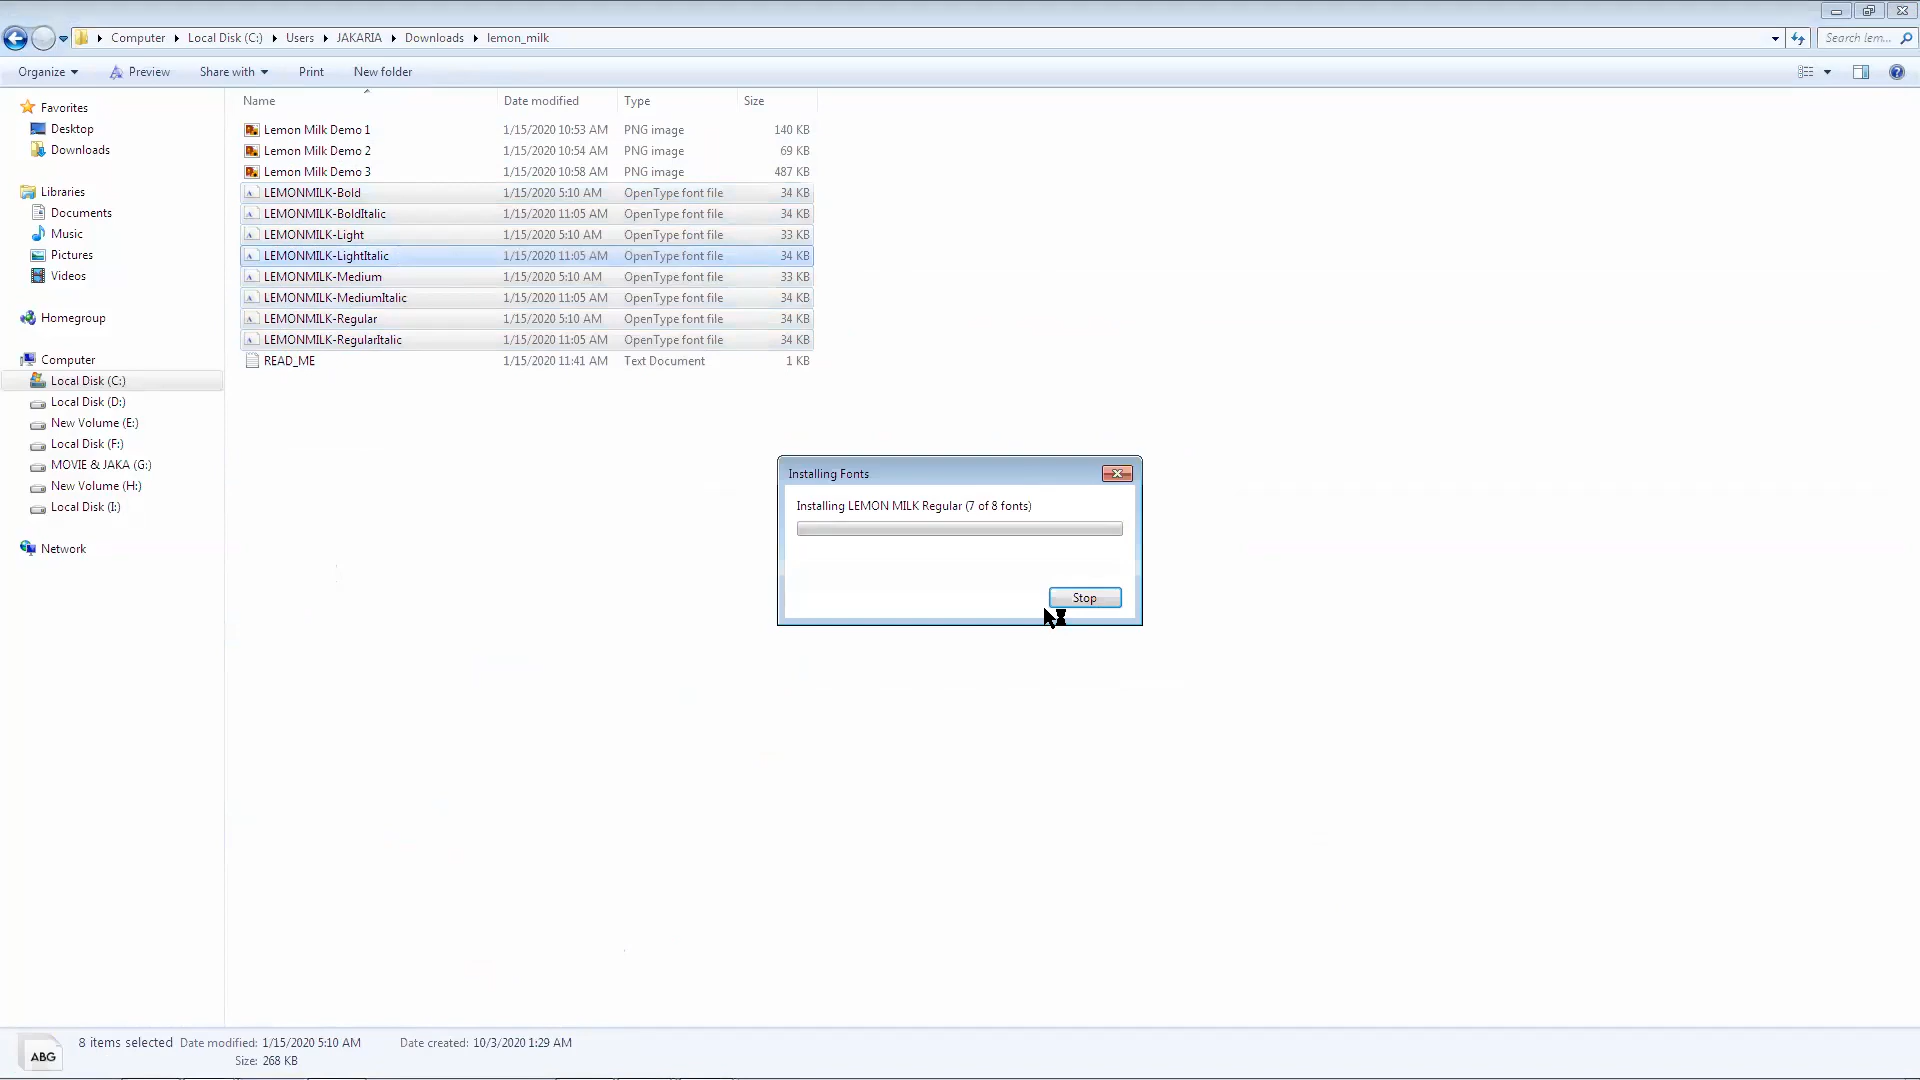 Computer Local Disk (C:) Users JAKARIA Downloads lemon_milk Search lem...
Organize Preview Share with Print New folder
Favorites
Desktop
Downloads
Libraries
Documents
Music
Pictures
Videos
Homegroup
Computer
Local Disk (C:)
Local Disk (D:)
New Volume (E:)
Local Disk (F:)
MOVIE & JAKA (G:)
New Volume (H:)
Local Disk (I:)
Network
Name Date modified Type Size
Lemon Milk Demo 1 1/15/2020 10:53 AM PNG image 140 KB
Lemon Milk Demo 2 1/15/2020 10:54 AM PNG image 69 KB
Lemon Milk Demo 3 1/15/2020 10:58 AM PNG image 487 KB
LEMONMILK-Bold 1/15/2020 5:10 AM OpenType font file 34 KB
LEMONMILK-BoldItalic 1/15/2020 11:05 AM OpenType font file 34 KB
LEMONMILK-Light 1/15/2020 5:10 AM OpenType font file 33 KB
LEMONMILK-LightItalic 1/15/2020 11:05 AM OpenType font file 34 KB
LEMONMILK-Medium 1/15/2020 5:10 AM OpenType font file 33 KB
LEMONMILK-MediumItalic 1/15/2020 11:05 AM OpenType font file 34 KB
LEMONMILK-Regular 1/15/2020 5:10 AM OpenType font file 34 KB
LEMONMILK-RegularItalic 1/15/2020 11:05 AM OpenType font file 34 KB
READ_ME 1/15/2020 11:41 AM Text Document 1 KB
Installing Fonts
Installing LEMON MILK Regular (7 of 8 fonts)
Stop
ABG
8 items selected Date modified: 1/15/2020 5:10 AM Date created: 10/3/2020 1:29 AM
Size: 268 KB